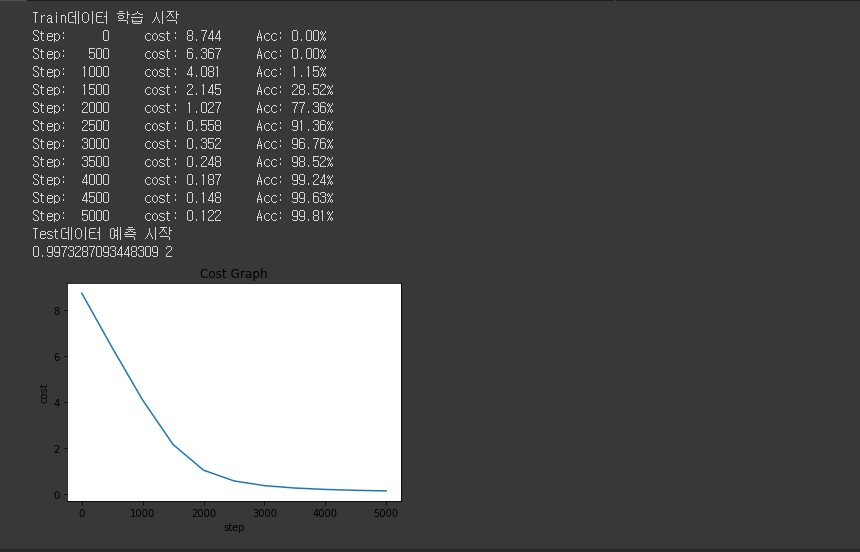 Train데이터 학습 시작
Step: 0 cost: 8.744 Acc: 0.00%
Step: 500 cost: 6.367 Acc: 0.00%
Step: 1000 cost: 4.081 Acc: 1.15%
Step: 1500 cost: 2.145 Acc: 28.52%
Step: 2000 cost: 1.027 Acc: 77.36%
Step: 2500 cost: 0.558 Acc: 91.36%
Step: 3000 cost: 0.352 Acc: 96.76%
Step: 3500 cost: 0.248 Acc: 98.52%
Step: 4000 cost: 0.187 Acc: 99.24%
Step: 4500 cost: 0.148 Acc: 99.63%
Step: 5000 cost: 0.122 Acc: 99.81%
Test데이터 예측 시작
0.9973287093448309 2
Cost Graph
8
6
4
2
0
cost
0 1000 2000 3000 4000 5000
step